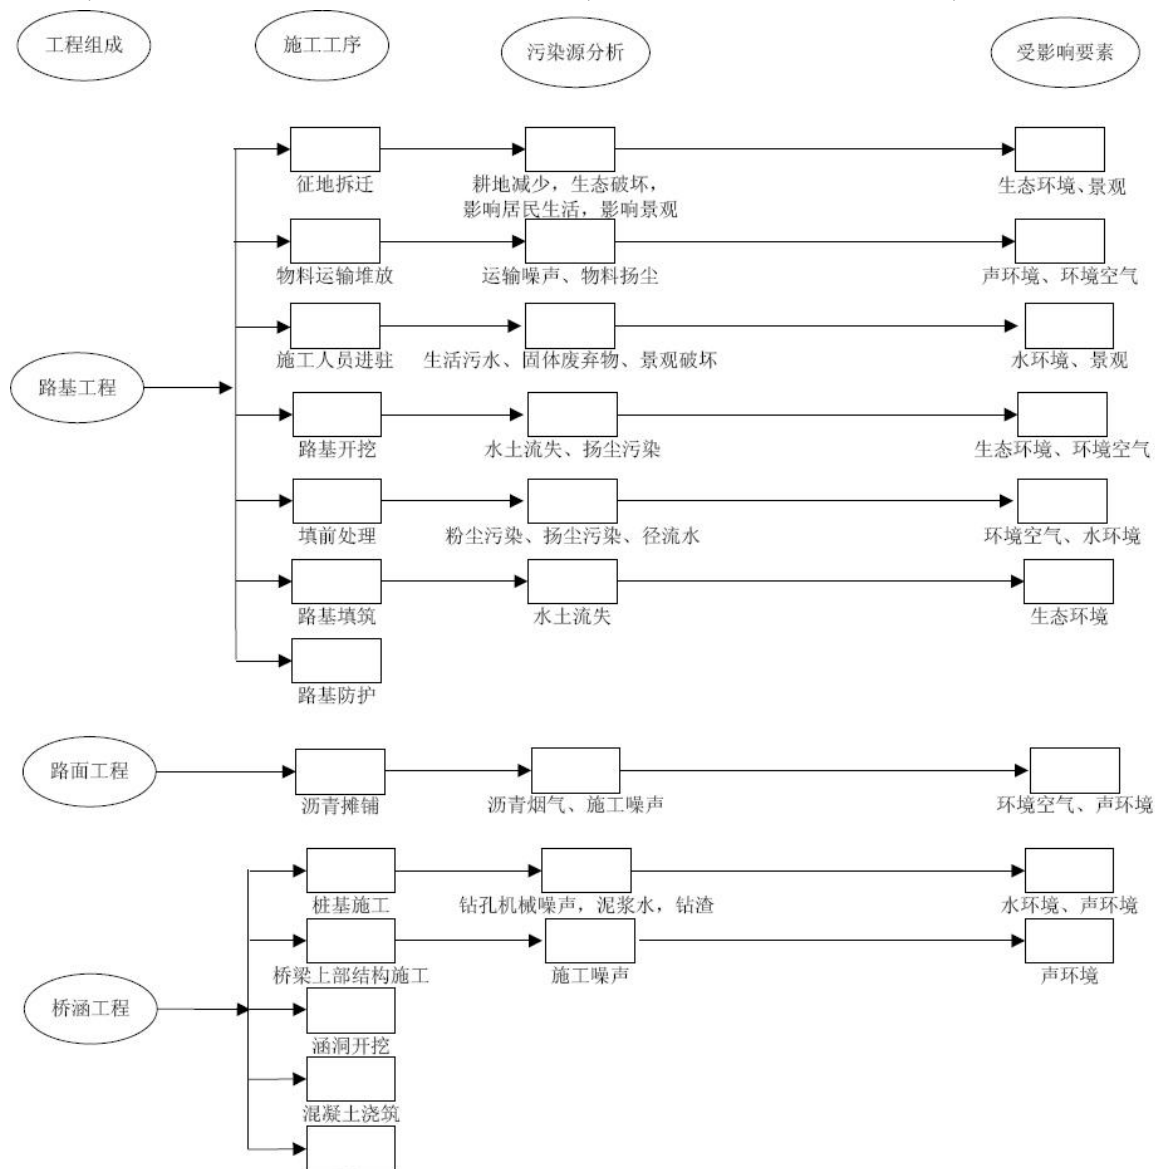 工程组成
施工工序
污染源分析
受影响要素
征地拆迁
耕地减少，生态破坏，
影响居民生活，影响景观
生态环境、景观
物料运输堆放
运输噪声、物料扬尘
声环境、环境空气
施工人员进驻
生活污水、固体废弃物、景观破坏
水环境、景观
路基工程
路基开挖
水土流失、扬尘污染
生态环境、环境空气
填前处理
粉尘污染、扬尘污染、径流水
环境空气、水环境
路基填筑
水土流失
生态环境
路基防护
路面工程
沥青摊铺
沥青烟气、施工噪声
环境空气、声环境
桩基施工
钻孔机械噪声，泥浆水，钻渣
水环境、声环境
桥梁上部结构施工
施工噪声
声环境
桥涵工程
涵洞开挖
混凝土浇筑